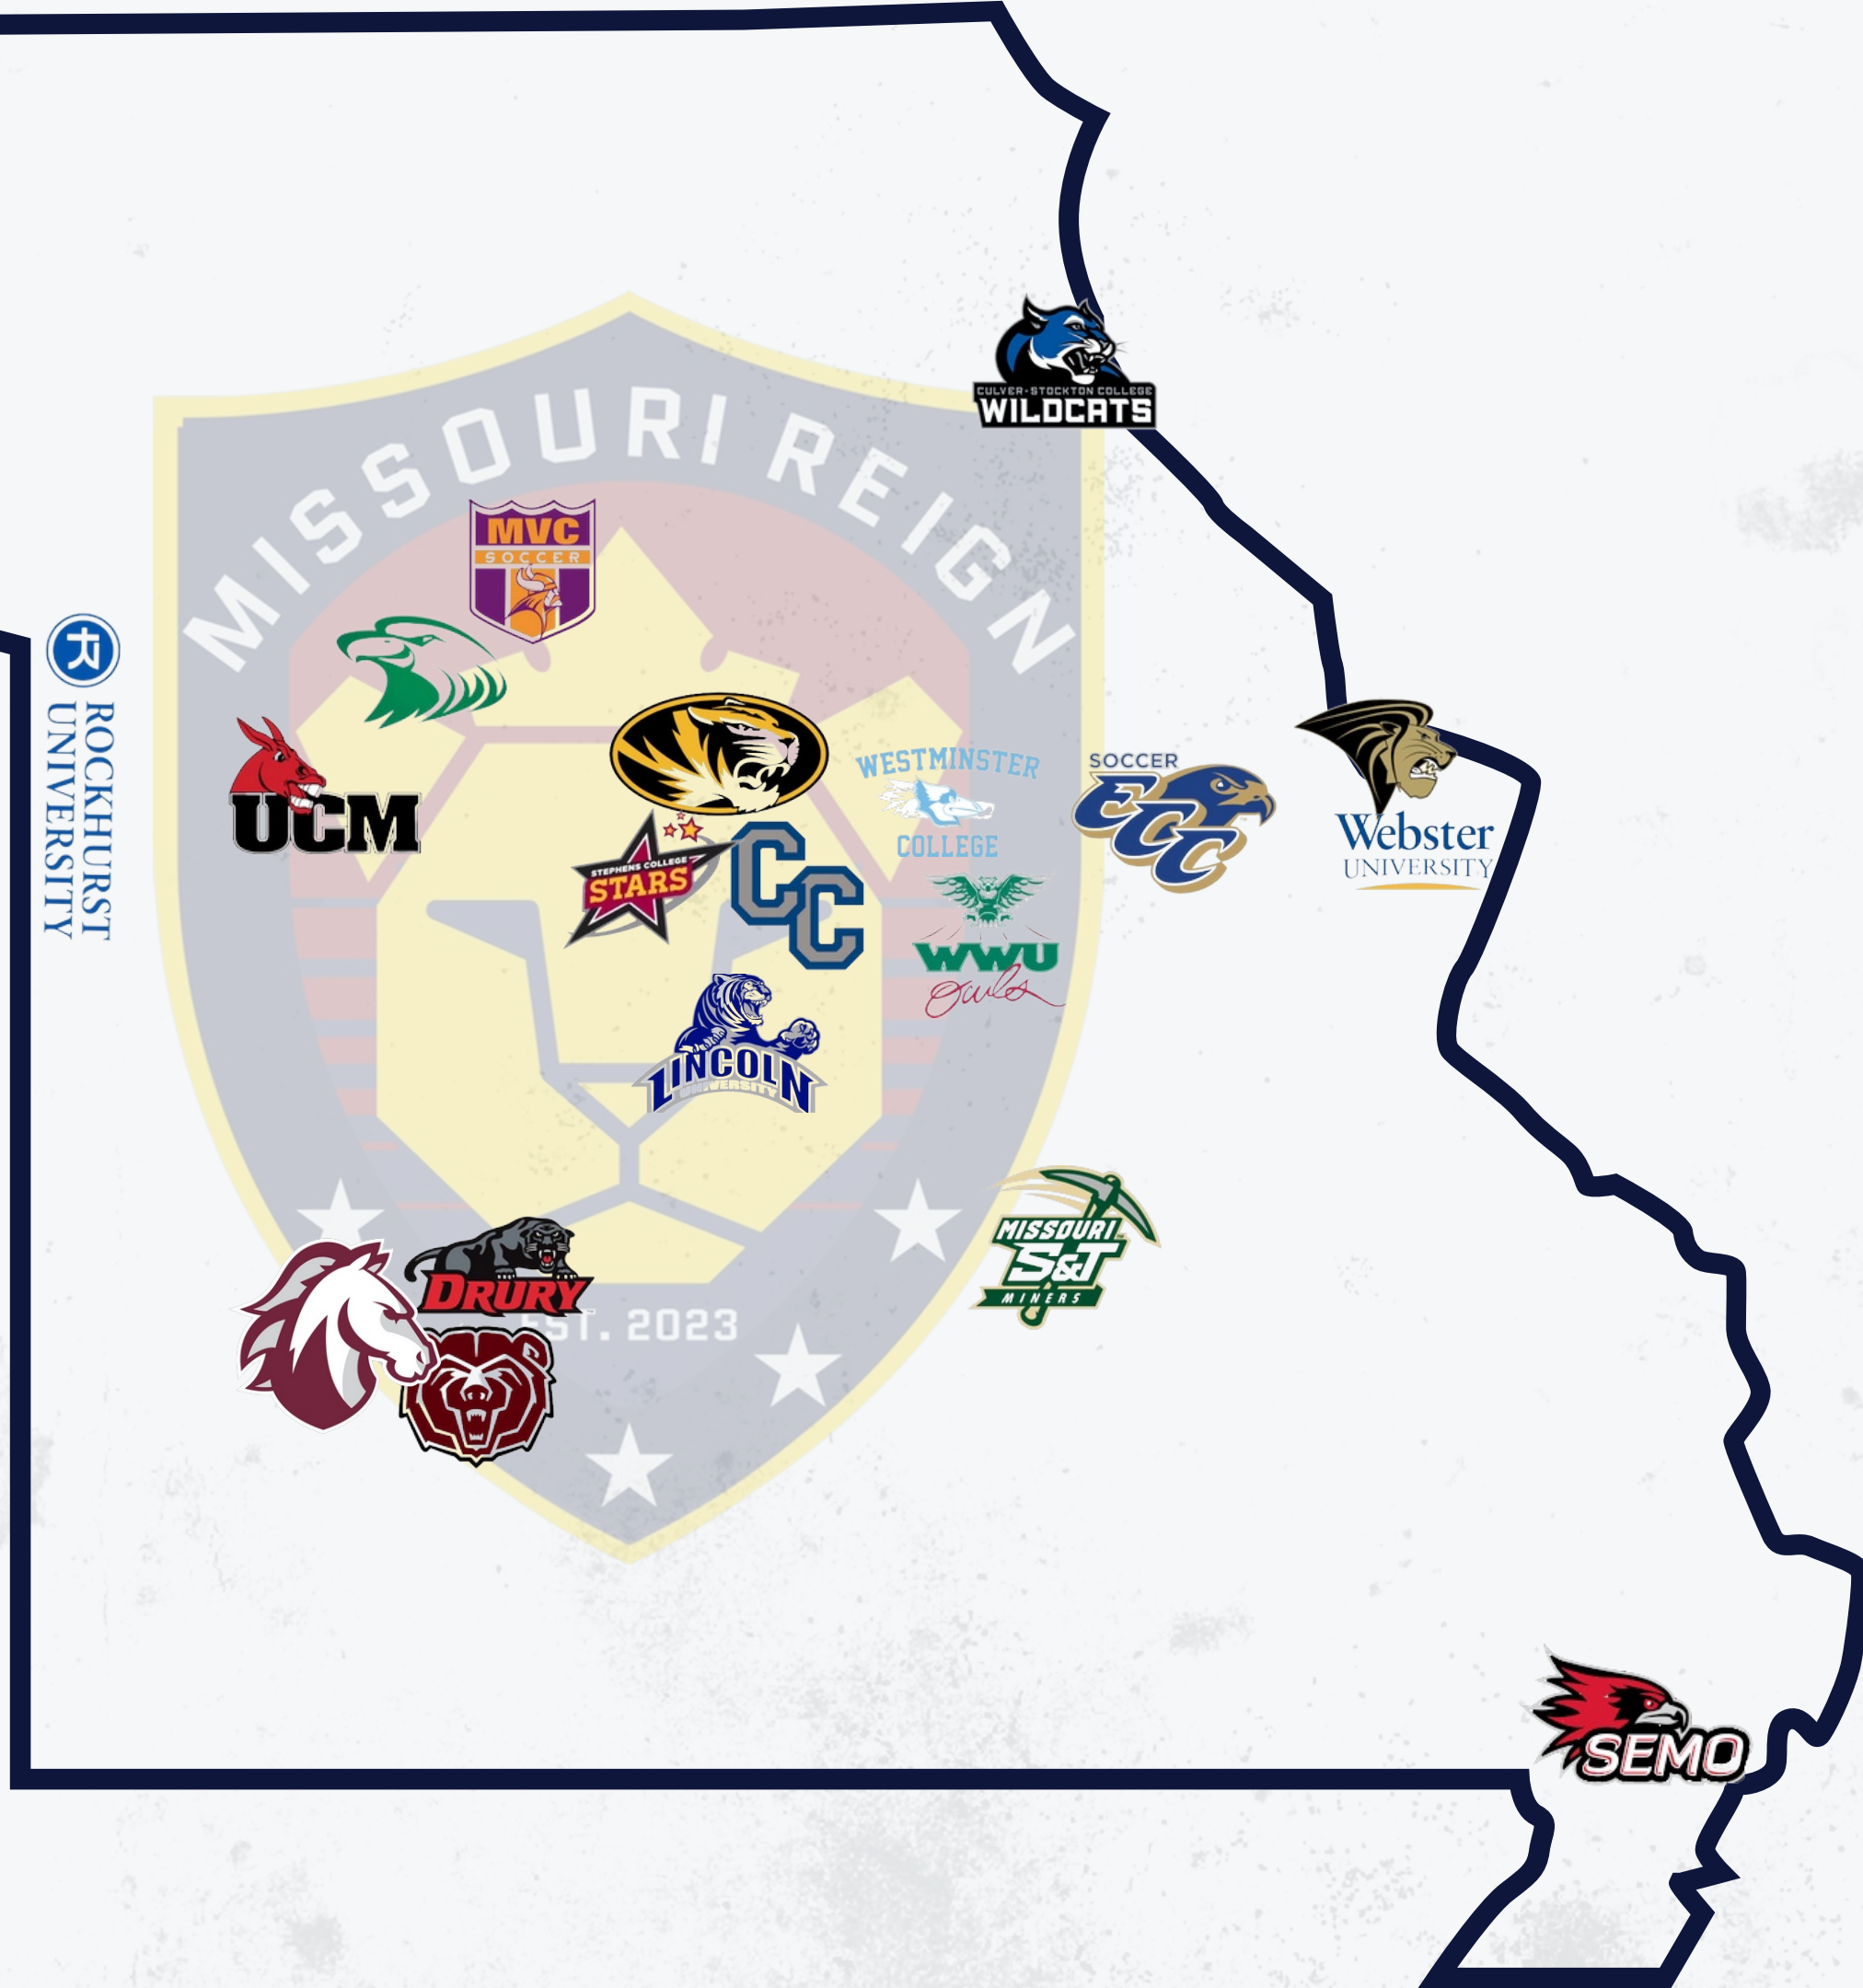 CULVER-STOCKTON COLLEGE
WILDCATS
MISSOURI REIGN
MVC
SOCCER
ROCKHURST
UNIVERSITY
UCM
WESTMINSTER
COLLEGE
SOCCER
ECC
Webster
UNIVERSITY
STEPHENS COLLEGE
STARS
CC
WWU
Owls
LINCOLN
UNIVERSITY
MISSOURI
S&T
MINERS
DRURY
EST. 2023
SEMO